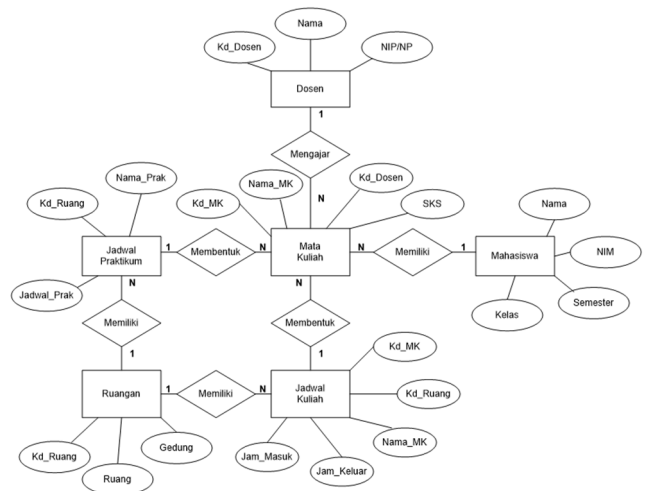 Nama
Kd_Dosen
NIP/NP
Dosen
1
Mengajar
N
Nama_Prak
Kd_Ruang
Kd_MK
Nama_MK
Kd_Dosen
SKS
Nama
Jadwal
Praktikum
1
Membentuk
N
Mata
Kuliah
N
Memiliki
1
Mahasiswa
NIM
Jadwal_Prak
N
N
Kelas
Semester
Memiliki
Membentuk
1
1
Kd_MK
Ruangan
1
Memiliki
N
Jadwal
Kuliah
Kd_Ruang
Nama_MK
Kd_Ruang
Ruang
Gedung
Jam_Masuk
Jam_Keluar